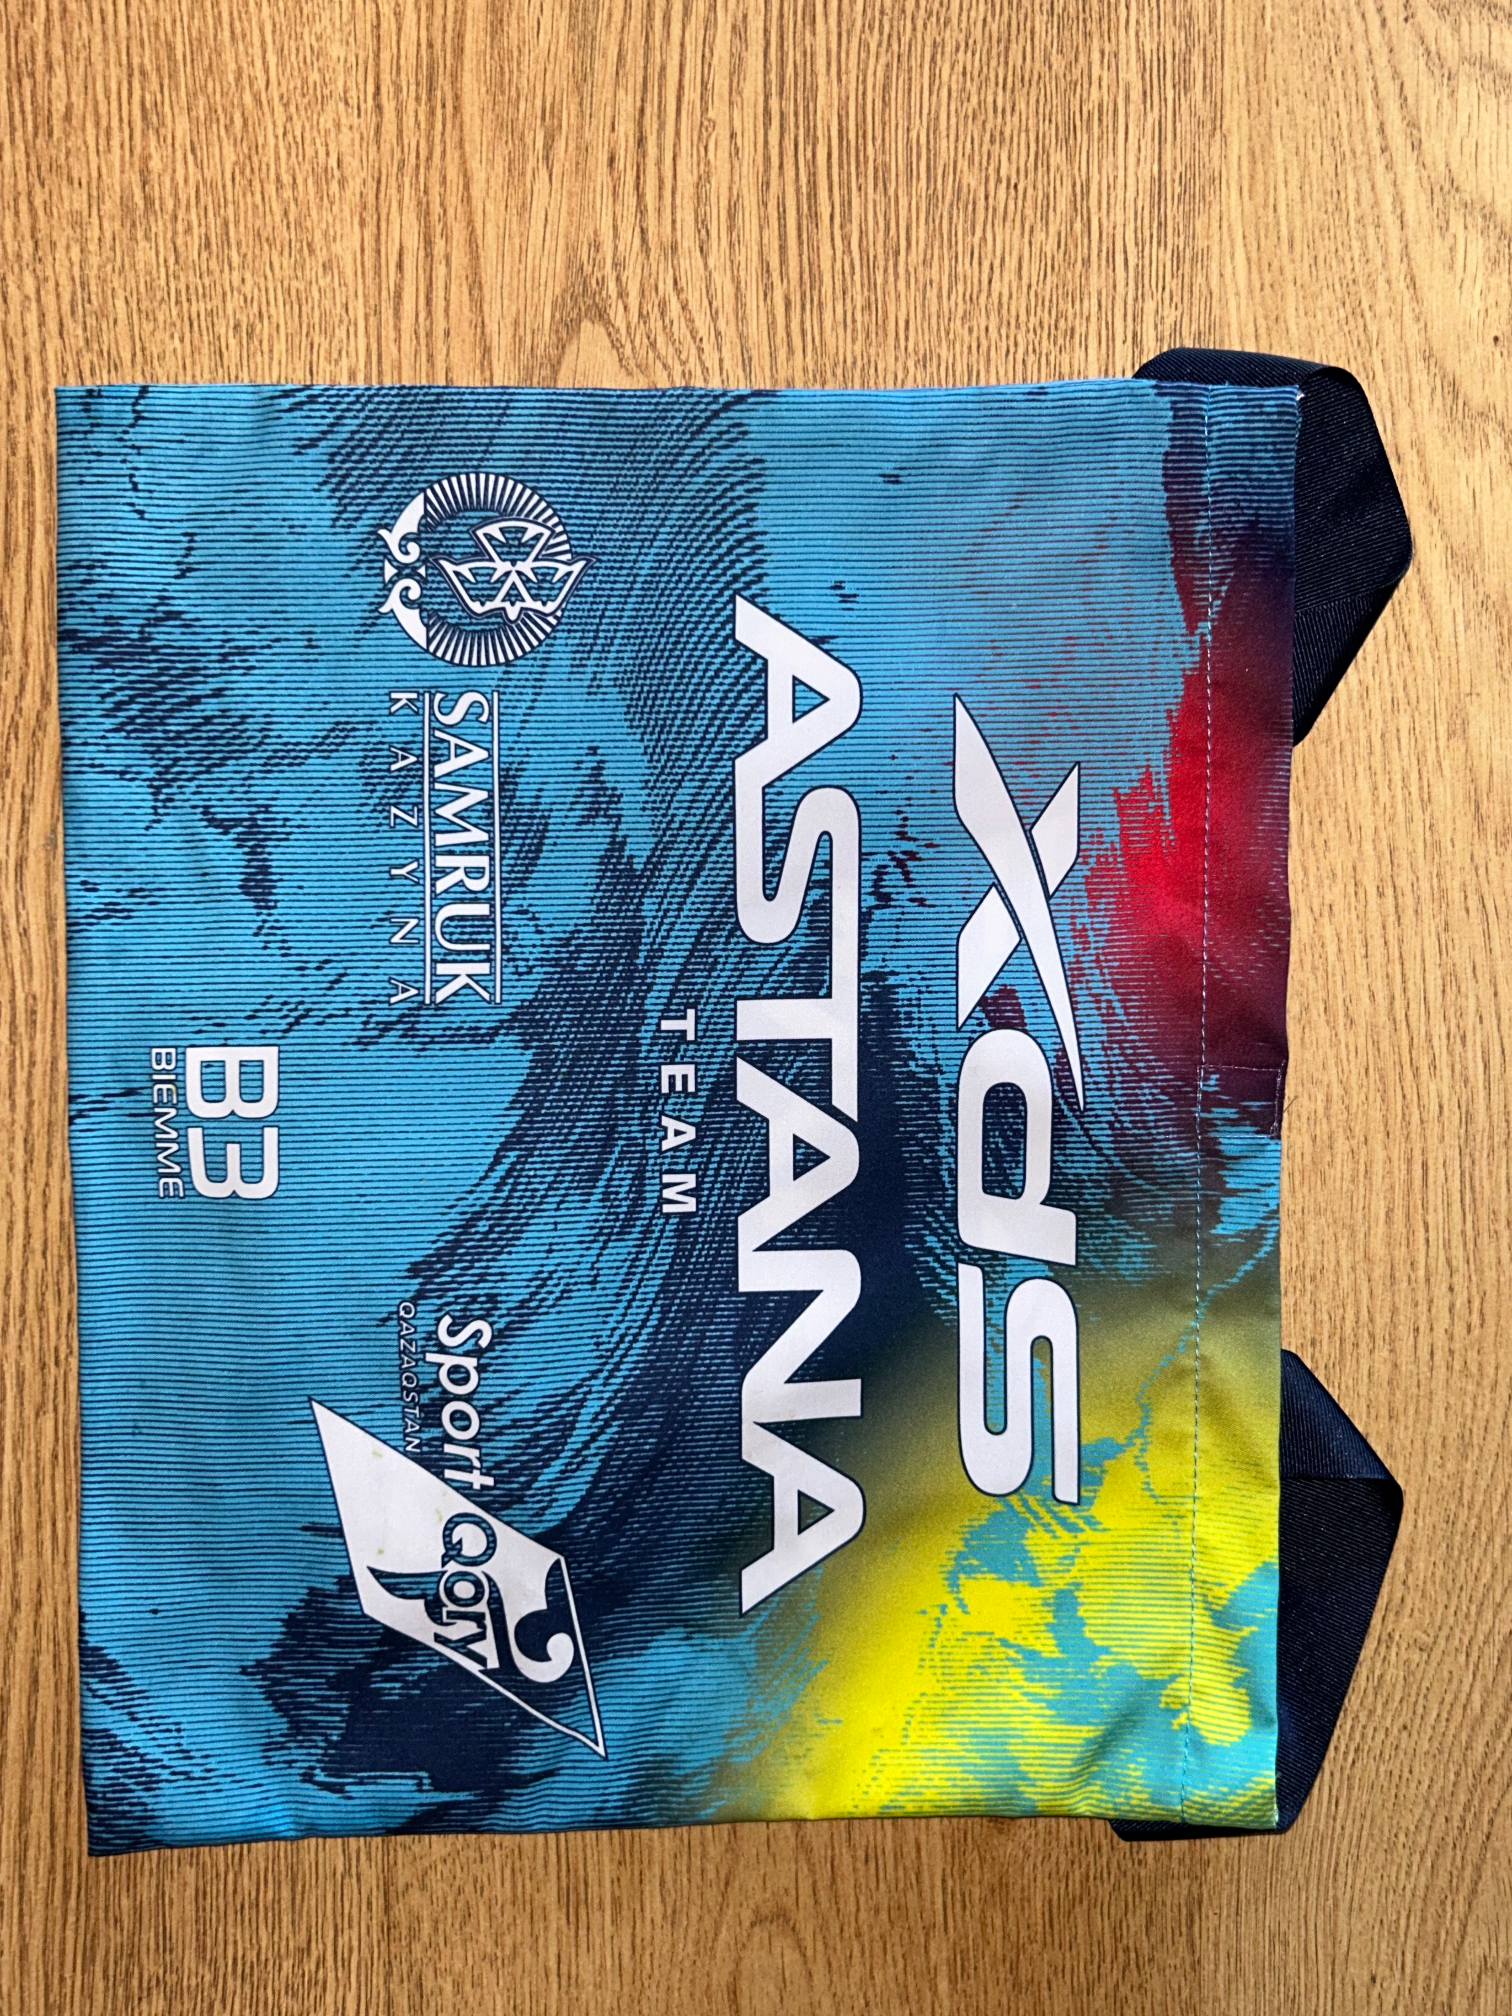 XDS
ASTANA
TEAM
SAMRUK
KAZYNA
Sport Qory
QAZAQSTAN
B3
BIEMME